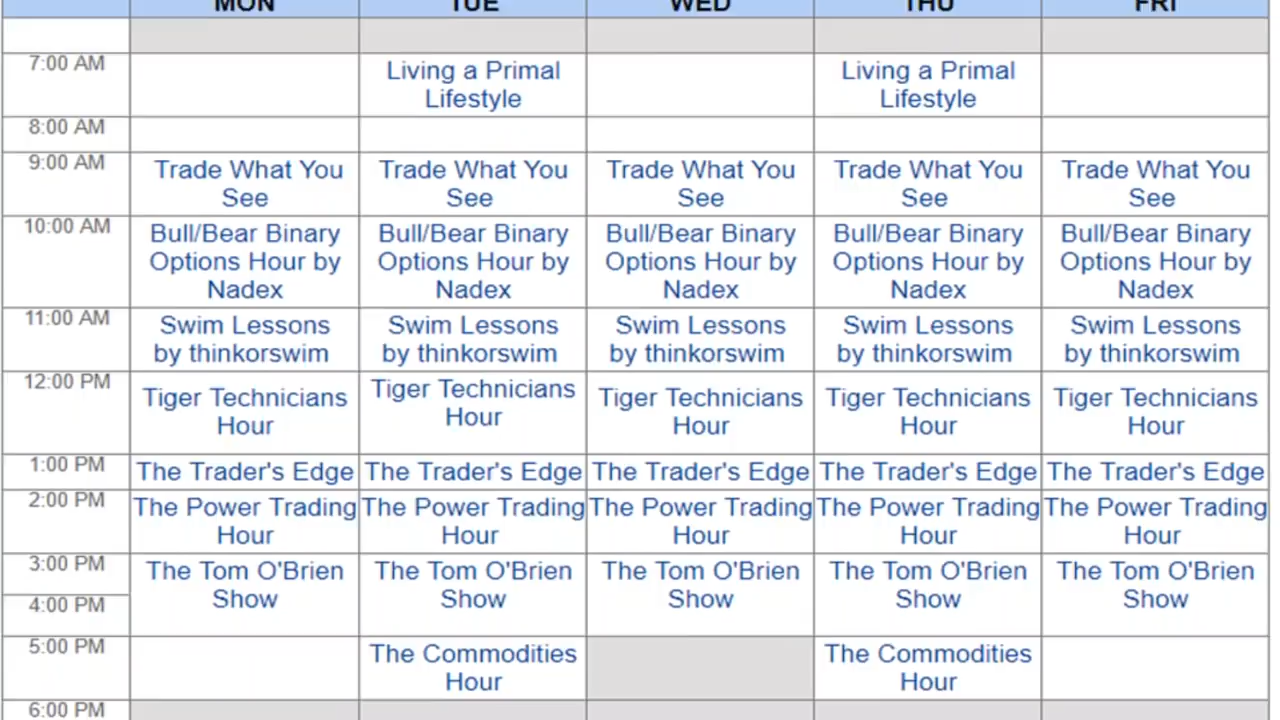 MON TUE WED THU FRI
7:00 AM
Living a Primal Lifestyle
Living a Primal Lifestyle
8:00 AM
9:00 AM
Trade What You See
Trade What You See
Trade What You See
Trade What You See
Trade What You See
10:00 AM
Bull/Bear Binary Options Hour by Nadex
Bull/Bear Binary Options Hour by Nadex
Bull/Bear Binary Options Hour by Nadex
Bull/Bear Binary Options Hour by Nadex
Bull/Bear Binary Options Hour by Nadex
11:00 AM
Swim Lessons by thinkorswim
Swim Lessons by thinkorswim
Swim Lessons by thinkorswim
Swim Lessons by thinkorswim
Swim Lessons by thinkorswim
12:00 PM
Tiger Technicians Hour
Tiger Technicians Hour
Tiger Technicians Hour
Tiger Technicians Hour
Tiger Technicians Hour
1:00 PM
The Trader's Edge
The Trader's Edge
The Trader's Edge
The Trader's Edge
The Trader's Edge
2:00 PM
The Power Trading Hour
The Power Trading Hour
The Power Trading Hour
The Power Trading Hour
The Power Trading Hour
3:00 PM
4:00 PM
The Tom O'Brien Show
The Tom O'Brien Show
The Tom O'Brien Show
The Tom O'Brien Show
The Tom O'Brien Show
5:00 PM
The Commodities Hour
The Commodities Hour
6:00 PM